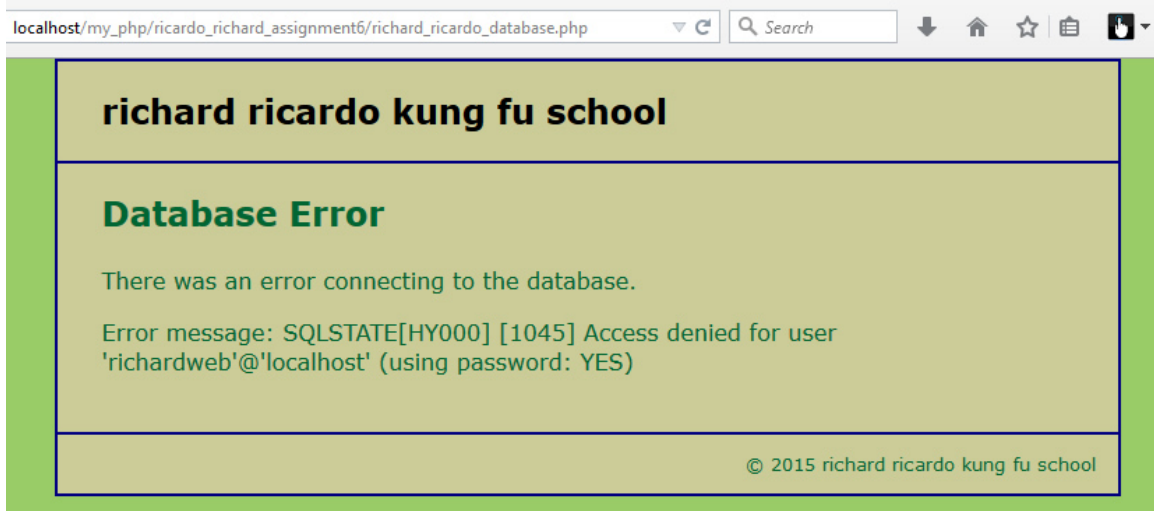 localhost/my_php/ricardo_richard_assignment6/richard_ricardo_database.php
Search
richard ricardo kung fu school
Database Error
There was an error connecting to the database.
Error message: SQLSTATE[HY000] [1045] Access denied for user
'richardweb'@'localhost' (using password: YES)
© 2015 richard ricardo kung fu school